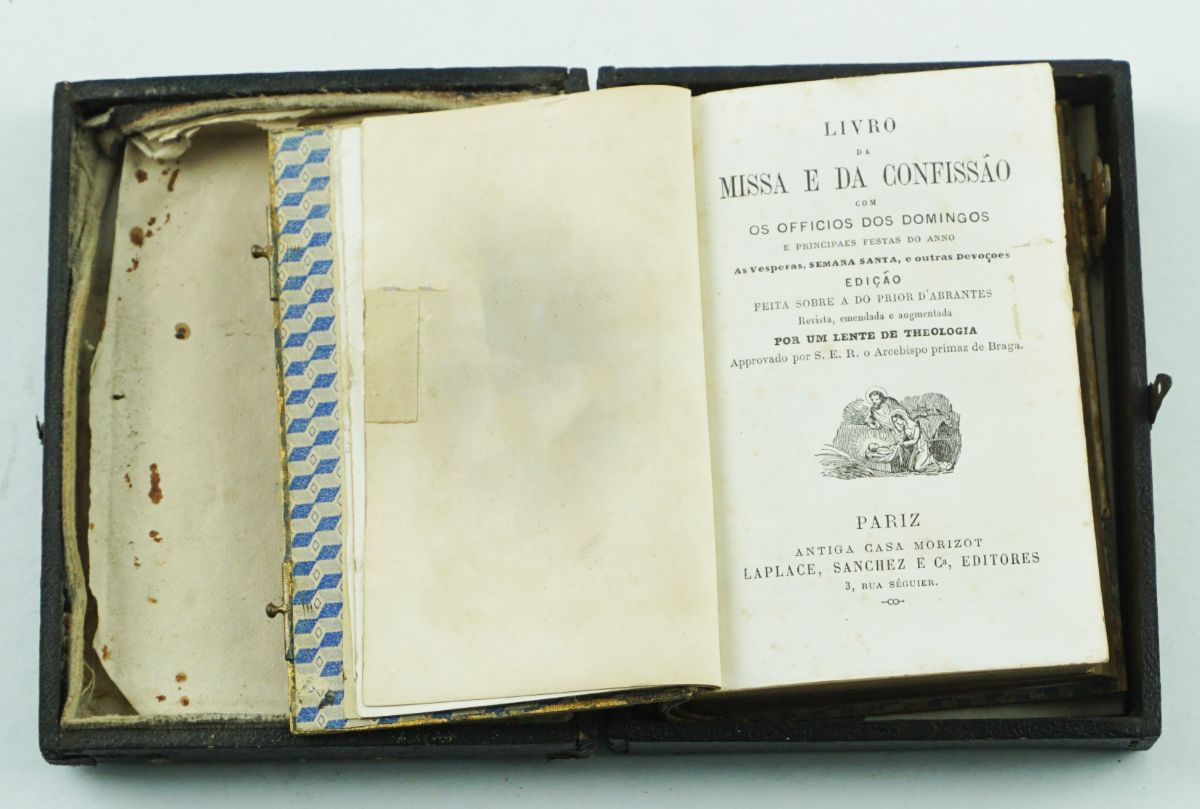 LIVRO
DA
MISSA E DA CONFISSÃO
COM
OS OFFICIOS DOS DOMINGOS
E PRINCIPAES FESTAS DO ANNO
As Vesperas, SEMANA SANTA, e outras Devoções
EDIÇÃO
FEITA SOBRE A DO PRIOR D'ABRANTES
Revista, emendada e augmentada
POR UM LENTE DE THEOLOGIA
Approvado por S. E. R. o Arcebispo primaz de Braga.
PARIZ
ANTIGA CASA MORIZOT
LAPLACE, SANCHEZ E Ca, EDITORES
3, RUA SÉGUIER.